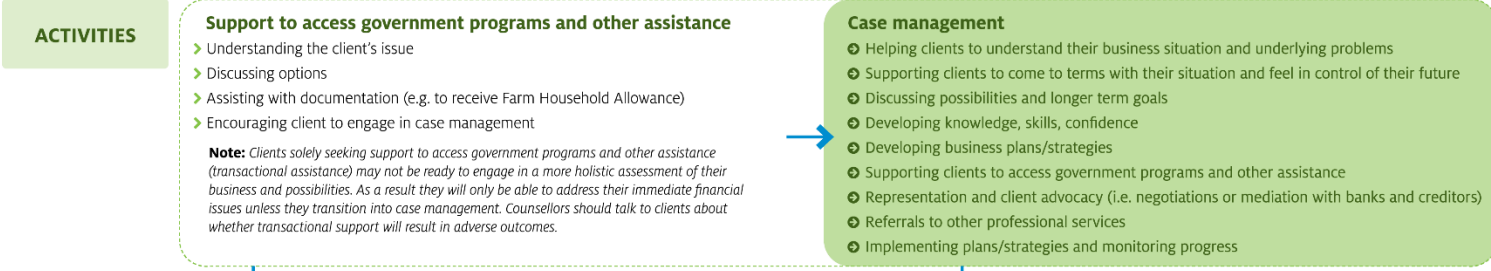 ACTIVITIES
Support to access government programs and other assistance
Understanding the client's issue
Discussing options
Assisting with documentation (e.g. to receive Farm Household Allowance)
Encouraging client to engage in case management
Note: Clients solely seeking support to access government programs and other assistance
(transactional assistance) may not be ready to engage in a more holistic assessment of their
business and possibilities. As a result they will only be able to address their immediate financial
issues unless they transition into case management. Counsellors should talk to clients about
whether transactional support will result in adverse outcomes.
Case management
Helping clients to understand their business situation and underlying problems
Supporting clients to come to terms with their situation and feel in control of their future
Discussing possibilities and longer term goals
Developing knowledge, skills, confidence
Developing business plans/strategies
Supporting clients to access government programs and other assistance
Representation and client advocacy (i.e. negotiations or mediation with banks and creditors)
Referrals to other professional services
Implementing plans/strategies and monitoring progress